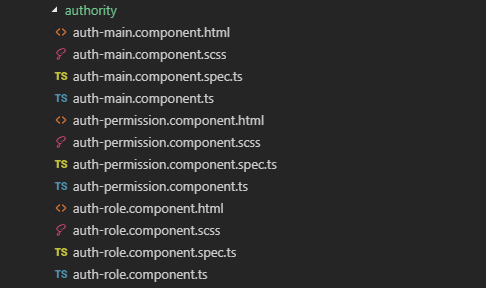 authority
<> auth-main.component.html
auth-main.component.scss
TS auth-main.component.spec.ts
TS auth-main.component.ts
<> auth-permission.component.html
auth-permission.component.scss
TS auth-permission.component.spec.ts
TS auth-permission.component.ts
<> auth-role.component.html
auth-role.component.scss
TS auth-role.component.spec.ts
TS auth-role.component.ts